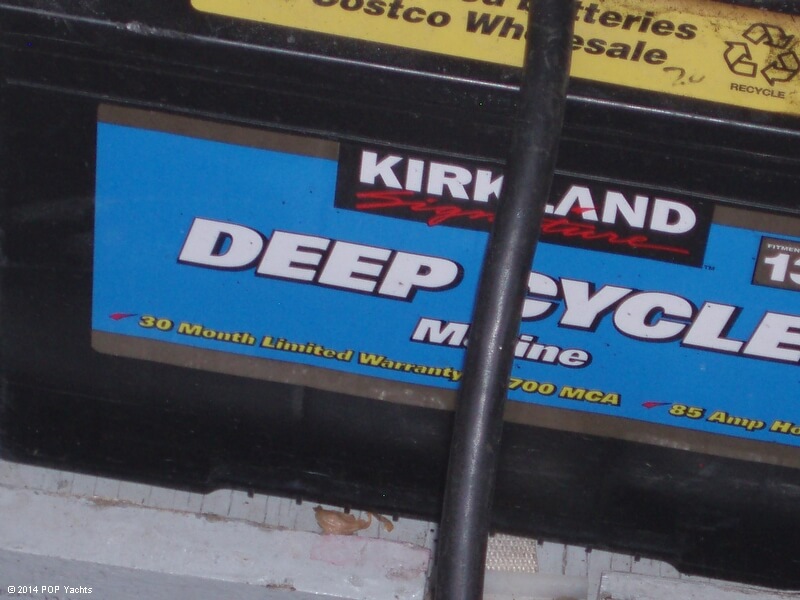 Batteries
Costco Wholesale
RECYCLE
KIRKLAND
Signature
DEEP CYCLE
Marine
30 Month Limited Warranty
700 MCA
85 Amp
© 2014 POP Yachts